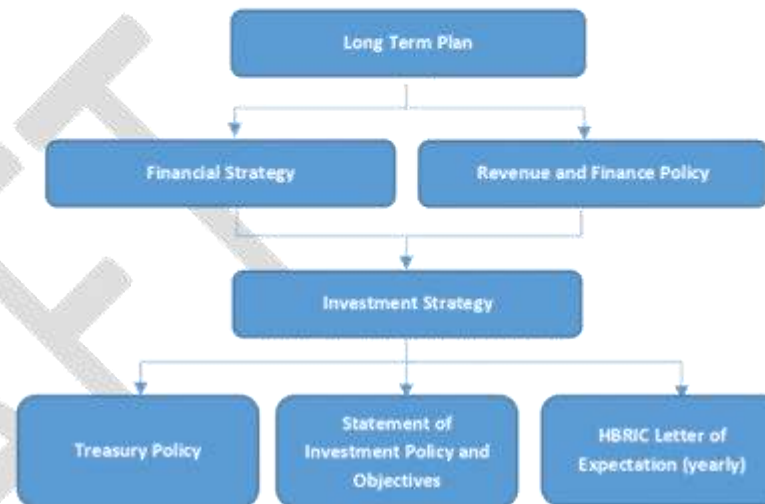 Long Term Plan
Financial Strategy
Revenue and Finance Policy
Investment Strategy
Treasury Policy
Statement of
Investment Policy and
Objectives
HBRIC Letter of
Expectation (yearly)